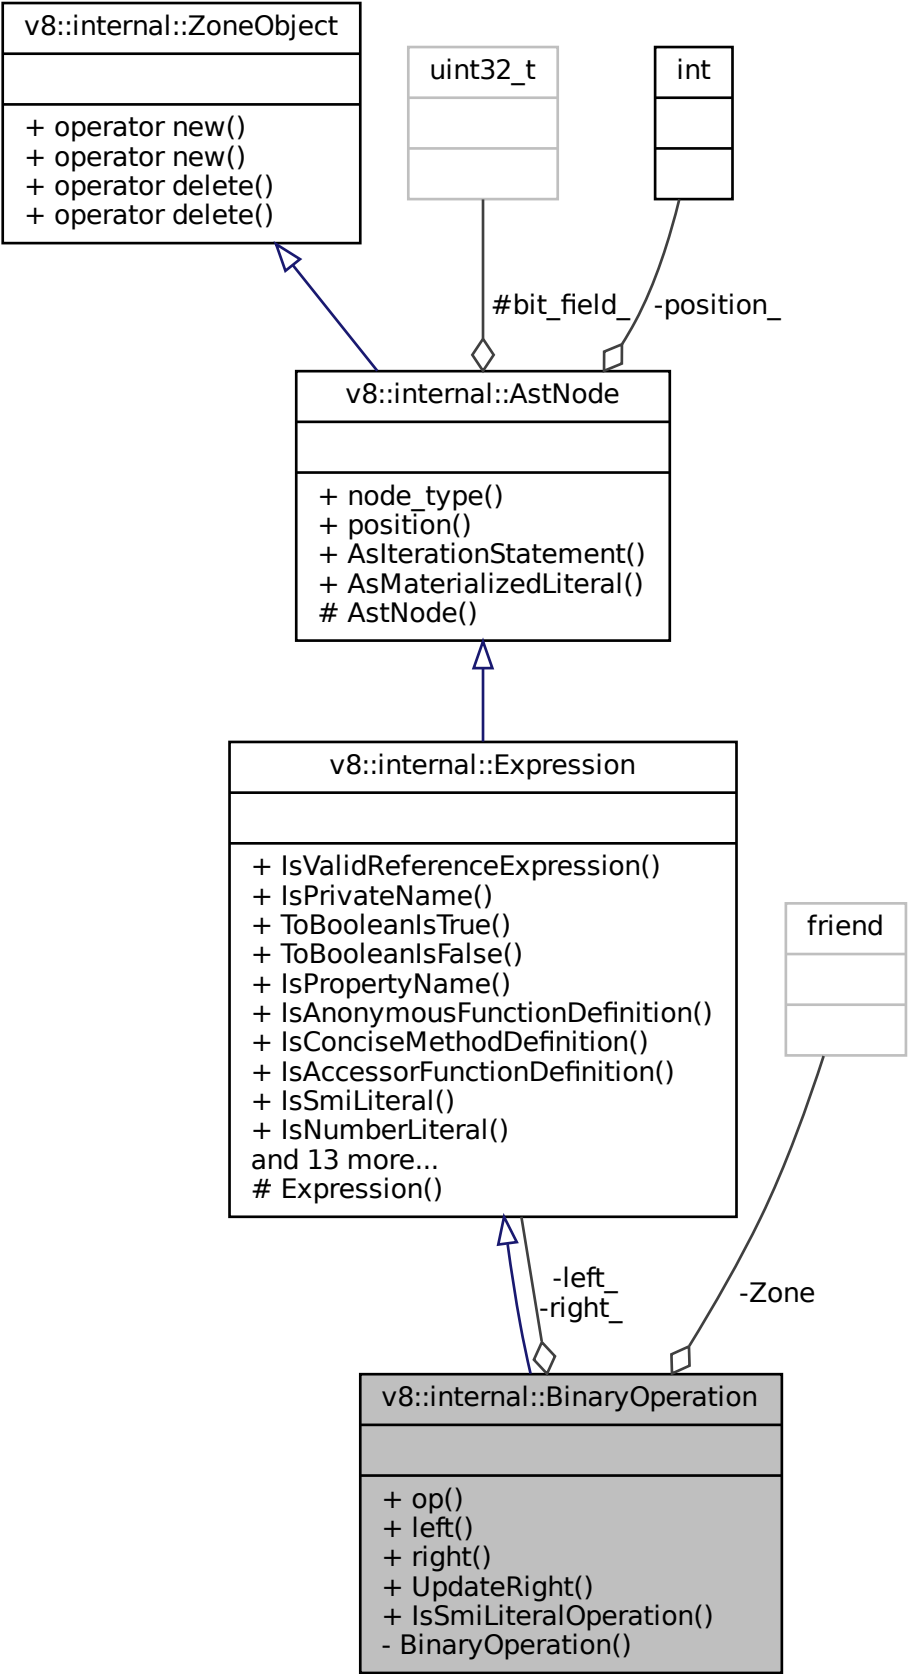 v8::internal::ZoneObject
+ operator new()
+ operator new()
+ operator delete()
+ operator delete()
uint32_t
int
#bit_field_
-position_
v8::internal::AstNode
+ node_type()
+ position()
+ AsIterationStatement()
+ AsMaterializedLiteral()
# AstNode()
v8::internal::Expression
+ IsValidReferenceExpression()
+ IsPrivateName()
+ ToBooleanIsTrue()
+ ToBooleanIsFalse()
+ IsPropertyName()
+ IsAnonymousFunctionDefinition()
+ IsConciseMethodDefinition()
+ IsAccessorFunctionDefinition()
+ IsSmiLiteral()
+ IsNumberLiteral()
and 13 more...
# Expression()
friend
-left_
-right_
-Zone
v8::internal::BinaryOperation
+ op()
+ left()
+ right()
+ UpdateRight()
+ IsSmiLiteralOperation()
- BinaryOperation()